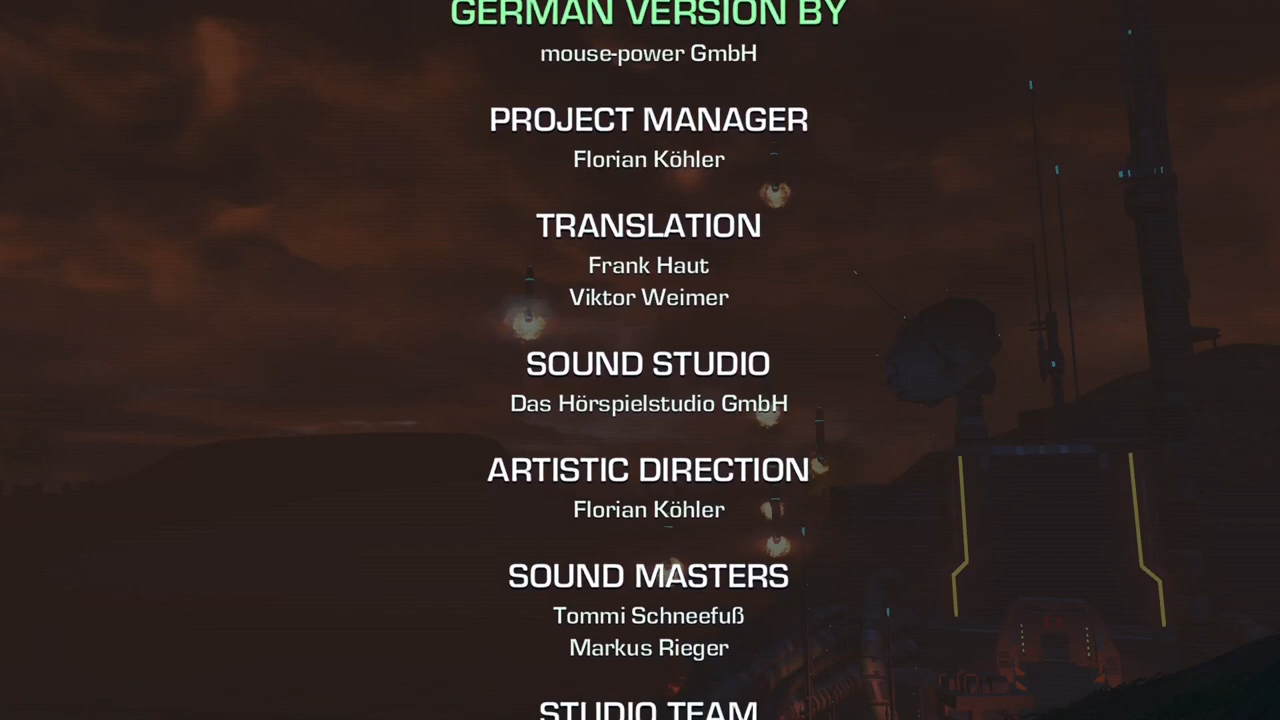 GERMAN VERSION BY
mouse-power GmbH
PROJECT MANAGER
Florian Köhler
TRANSLATION
Frank Haut
Viktor Weimer
SOUND STUDIO
Das Hörspielstudio GmbH
ARTISTIC DIRECTION
Florian Köhler
SOUND MASTERS
Tommi Schneefuß
Markus Rieger
STUDIO TEAM